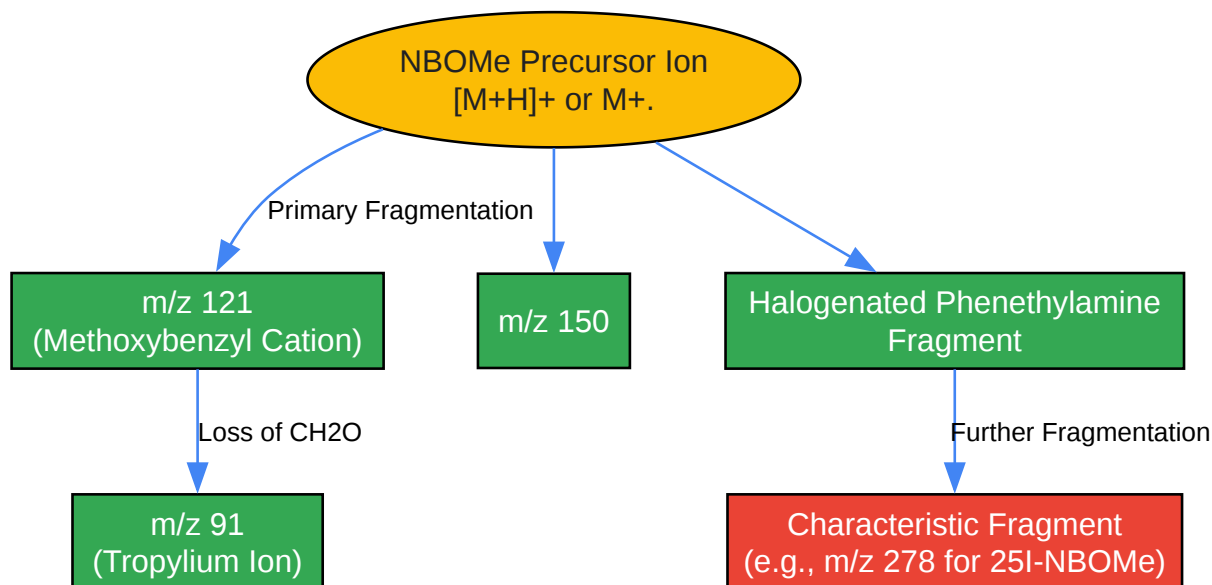 NBOMe Precursor Ion
[M+H]+ or M+.
Primary Fragmentation
m/z 121
(Methoxybenzyl Cation)
m/z 150
Halogenated Phenethylamine
Fragment
Loss of CH2O
Further Fragmentation
m/z 91
(Tropylium Ion)
Characteristic Fragment
(e.g., m/z 278 for 25I-NBOMe)